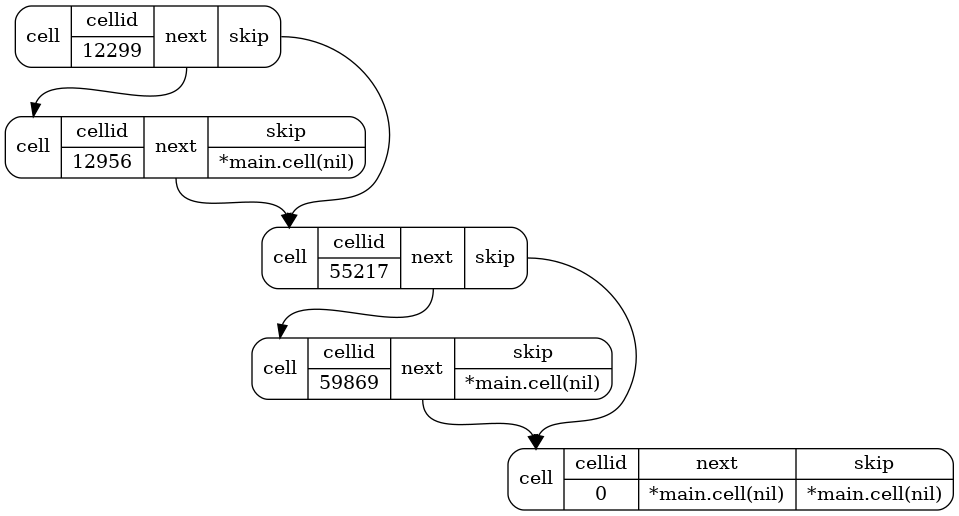 cell cellid next skip
12299
cell cellid next skip
12956 *main.cell(nil)
cell cellid next skip
55217
cell cellid next skip
59869 *main.cell(nil)
cell cellid next skip
0 *main.cell(nil) *main.cell(nil)